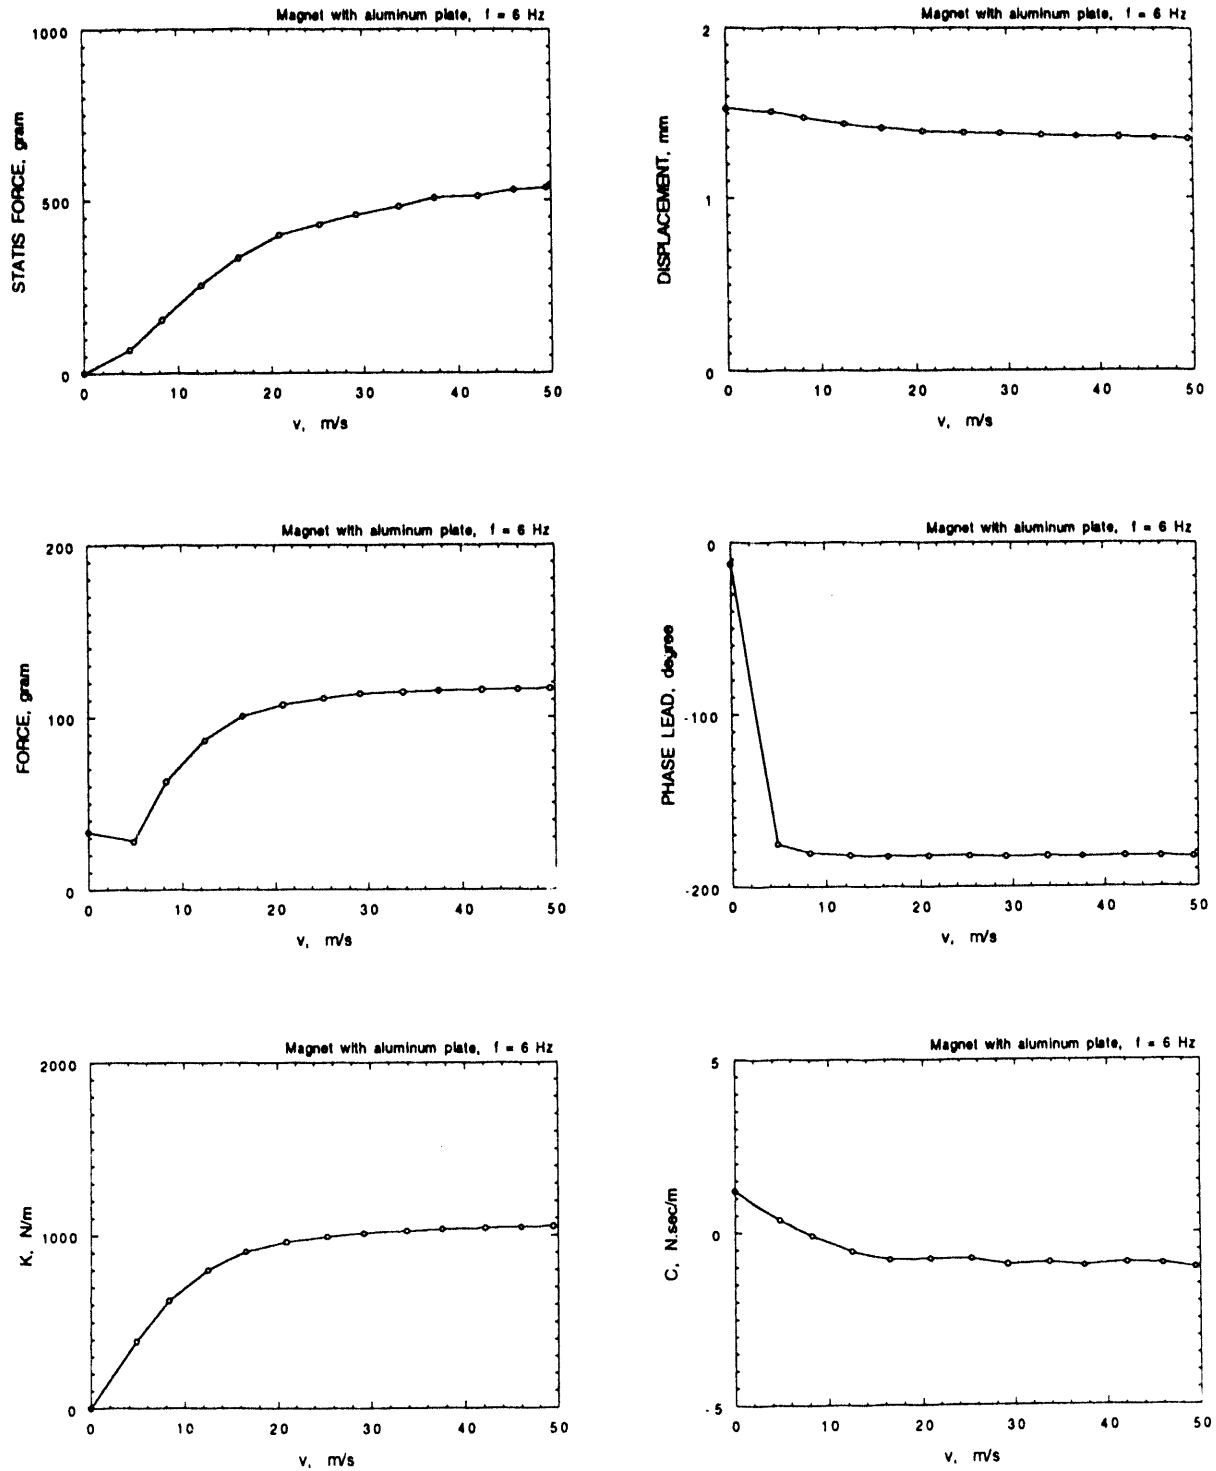 Magnet with aluminum plate, f = 6 Hz
1000
500
0
STATIS FORCE, gram
0 10 20 30 40 50
v, m/s
Magnet with aluminum plate, f = 6 Hz
2
1
0
DISPLACEMENT, mm
0 10 20 30 40 50
v, m/s
Magnet with aluminum plate, f = 6 Hz
200
100
0
FORCE, gram
0 10 20 30 40 50
v, m/s
Magnet with aluminum plate, f = 6 Hz
0
-100
-200
PHASE LEAD, degree
0 10 20 30 40 50
v, m/s
Magnet with aluminum plate, f = 6 Hz
2000
1000
0
K, N/m
0 10 20 30 40 50
v, m/s
Magnet with aluminum plate, f = 6 Hz
5
0
-5
C, N.sec/m
0 10 20 30 40 50
v, m/s